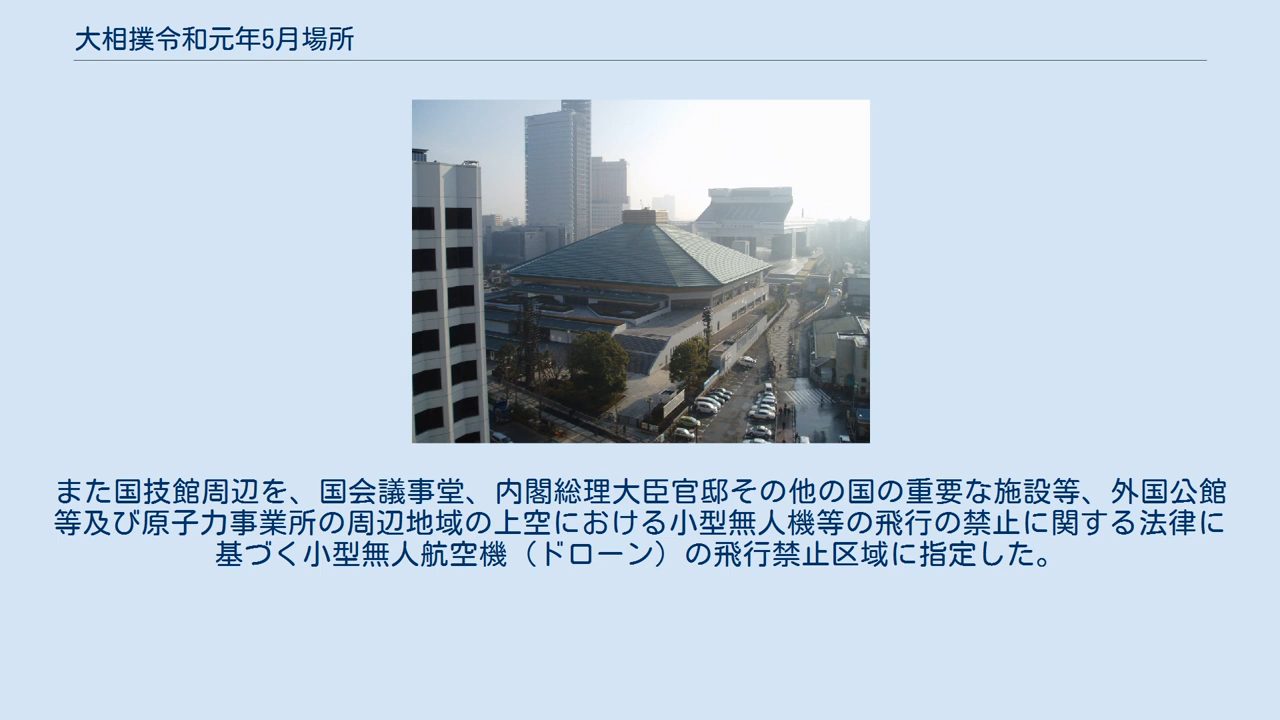 大相撲令和元年5月場所
また国技館周辺を、国会議事堂、内閣総理大臣官邸その他の国の重要な施設等、外国公館
等及び原子力事業所の周辺地域の上空における小型無人機等の飛行の禁止に関する法律に
基づく小型無人航空機（ドローン）の飛行禁止区域に指定した。